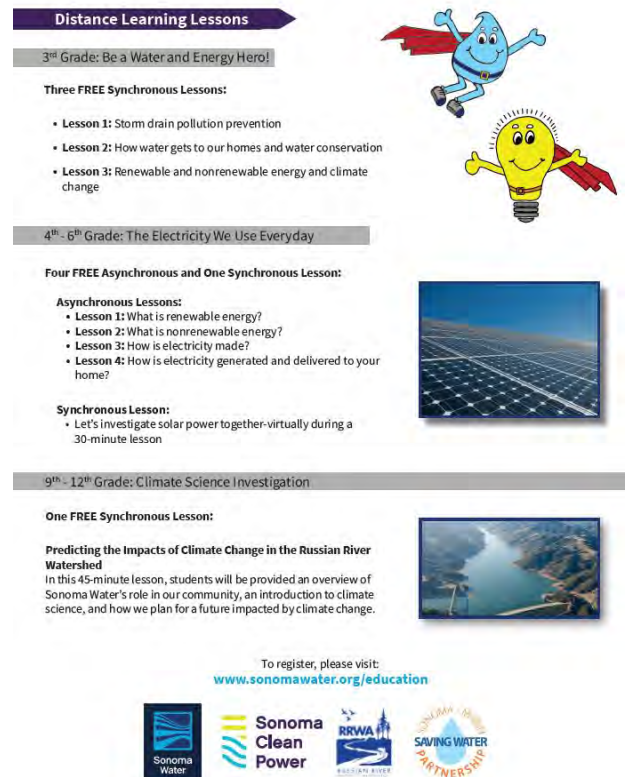 Distance Learning Lessons
3rd Grade: Be a Water and Energy Hero!
Three FREE Synchronous Lessons:
• Lesson 1: Storm drain pollution prevention
• Lesson 2: How water gets to our homes and water conservation
• Lesson 3: Renewable and nonrenewable energy and climate
change
4th - 6th Grade: The Electricity We Use Everyday
Four FREE Asynchronous and One Synchronous Lesson:
Asynchronous Lessons:
• Lesson 1: What is renewable energy?
• Lesson 2: What is nonrenewable energy?
• Lesson 3: How is electricity made?
• Lesson 4: How is electricity generated and delivered to your
home?
Synchronous Lesson:
• Let's investigate solar power together-virtually during a
30-minute lesson
9th - 12th Grade: Climate Science Investigation
One FREE Synchronous Lesson:
Predicting the Impacts of Climate Change in the Russian River
Watershed
In this 45-minute lesson, students will be provided an overview of
Sonoma Water's role in our community, an introduction to climate
science, and how we plan for a future impacted by climate change.
To register, please visit:
www.sonomawater.org/education
Sonoma
Water
Sonoma
Clean
Power
RRWA
RUSSIAN RIVER
SONOMA-MARIN
SAVING WATER
PARTNERSHIP